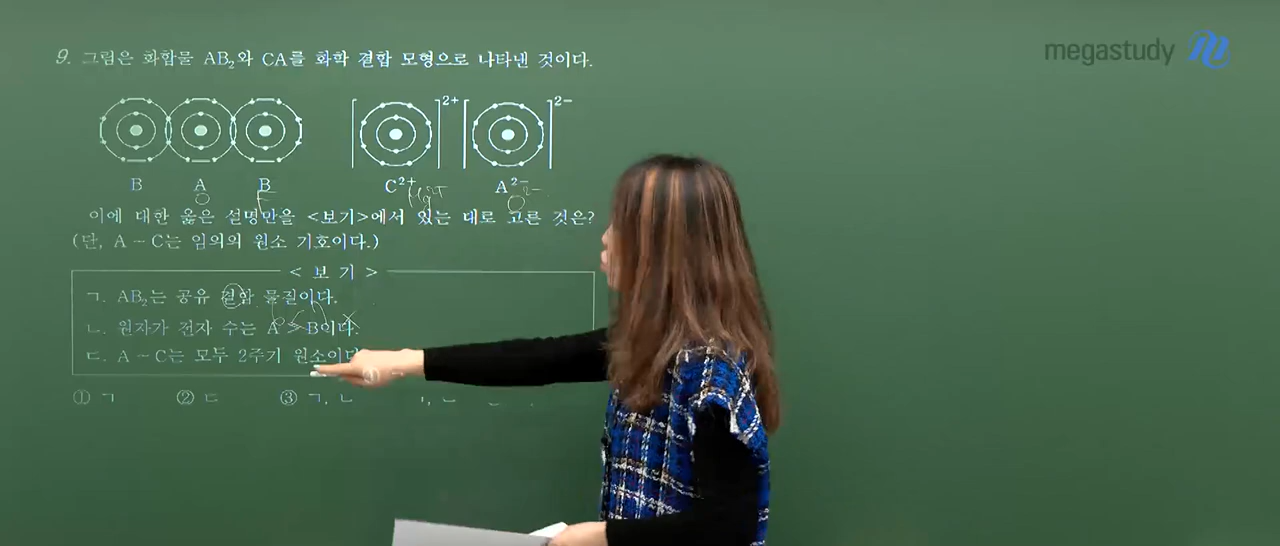 megastudy
9. 그림은 화합물 AB₂와 CA를 화학 결합 모형으로 나타낸 것이다.
2+ 2−
B A B C²⁺ A²⁻
O F Mg²⁺ O²⁻
이에 대한 옳은 설명만을 <보기>에서 있는 대로 고른 것은?
(단, A ~ C는 임의의 원소 기호이다.)
< 보 기 >
ㄱ. AB₂는 공유 결합 물질이다.
6 < 7
ㄴ. 원자가 전자 수는 A > B이다.
ㄷ. A ~ C는 모두 2주기 원소이다
① ㄱ ② ㄷ ③ ㄱ, ㄴ